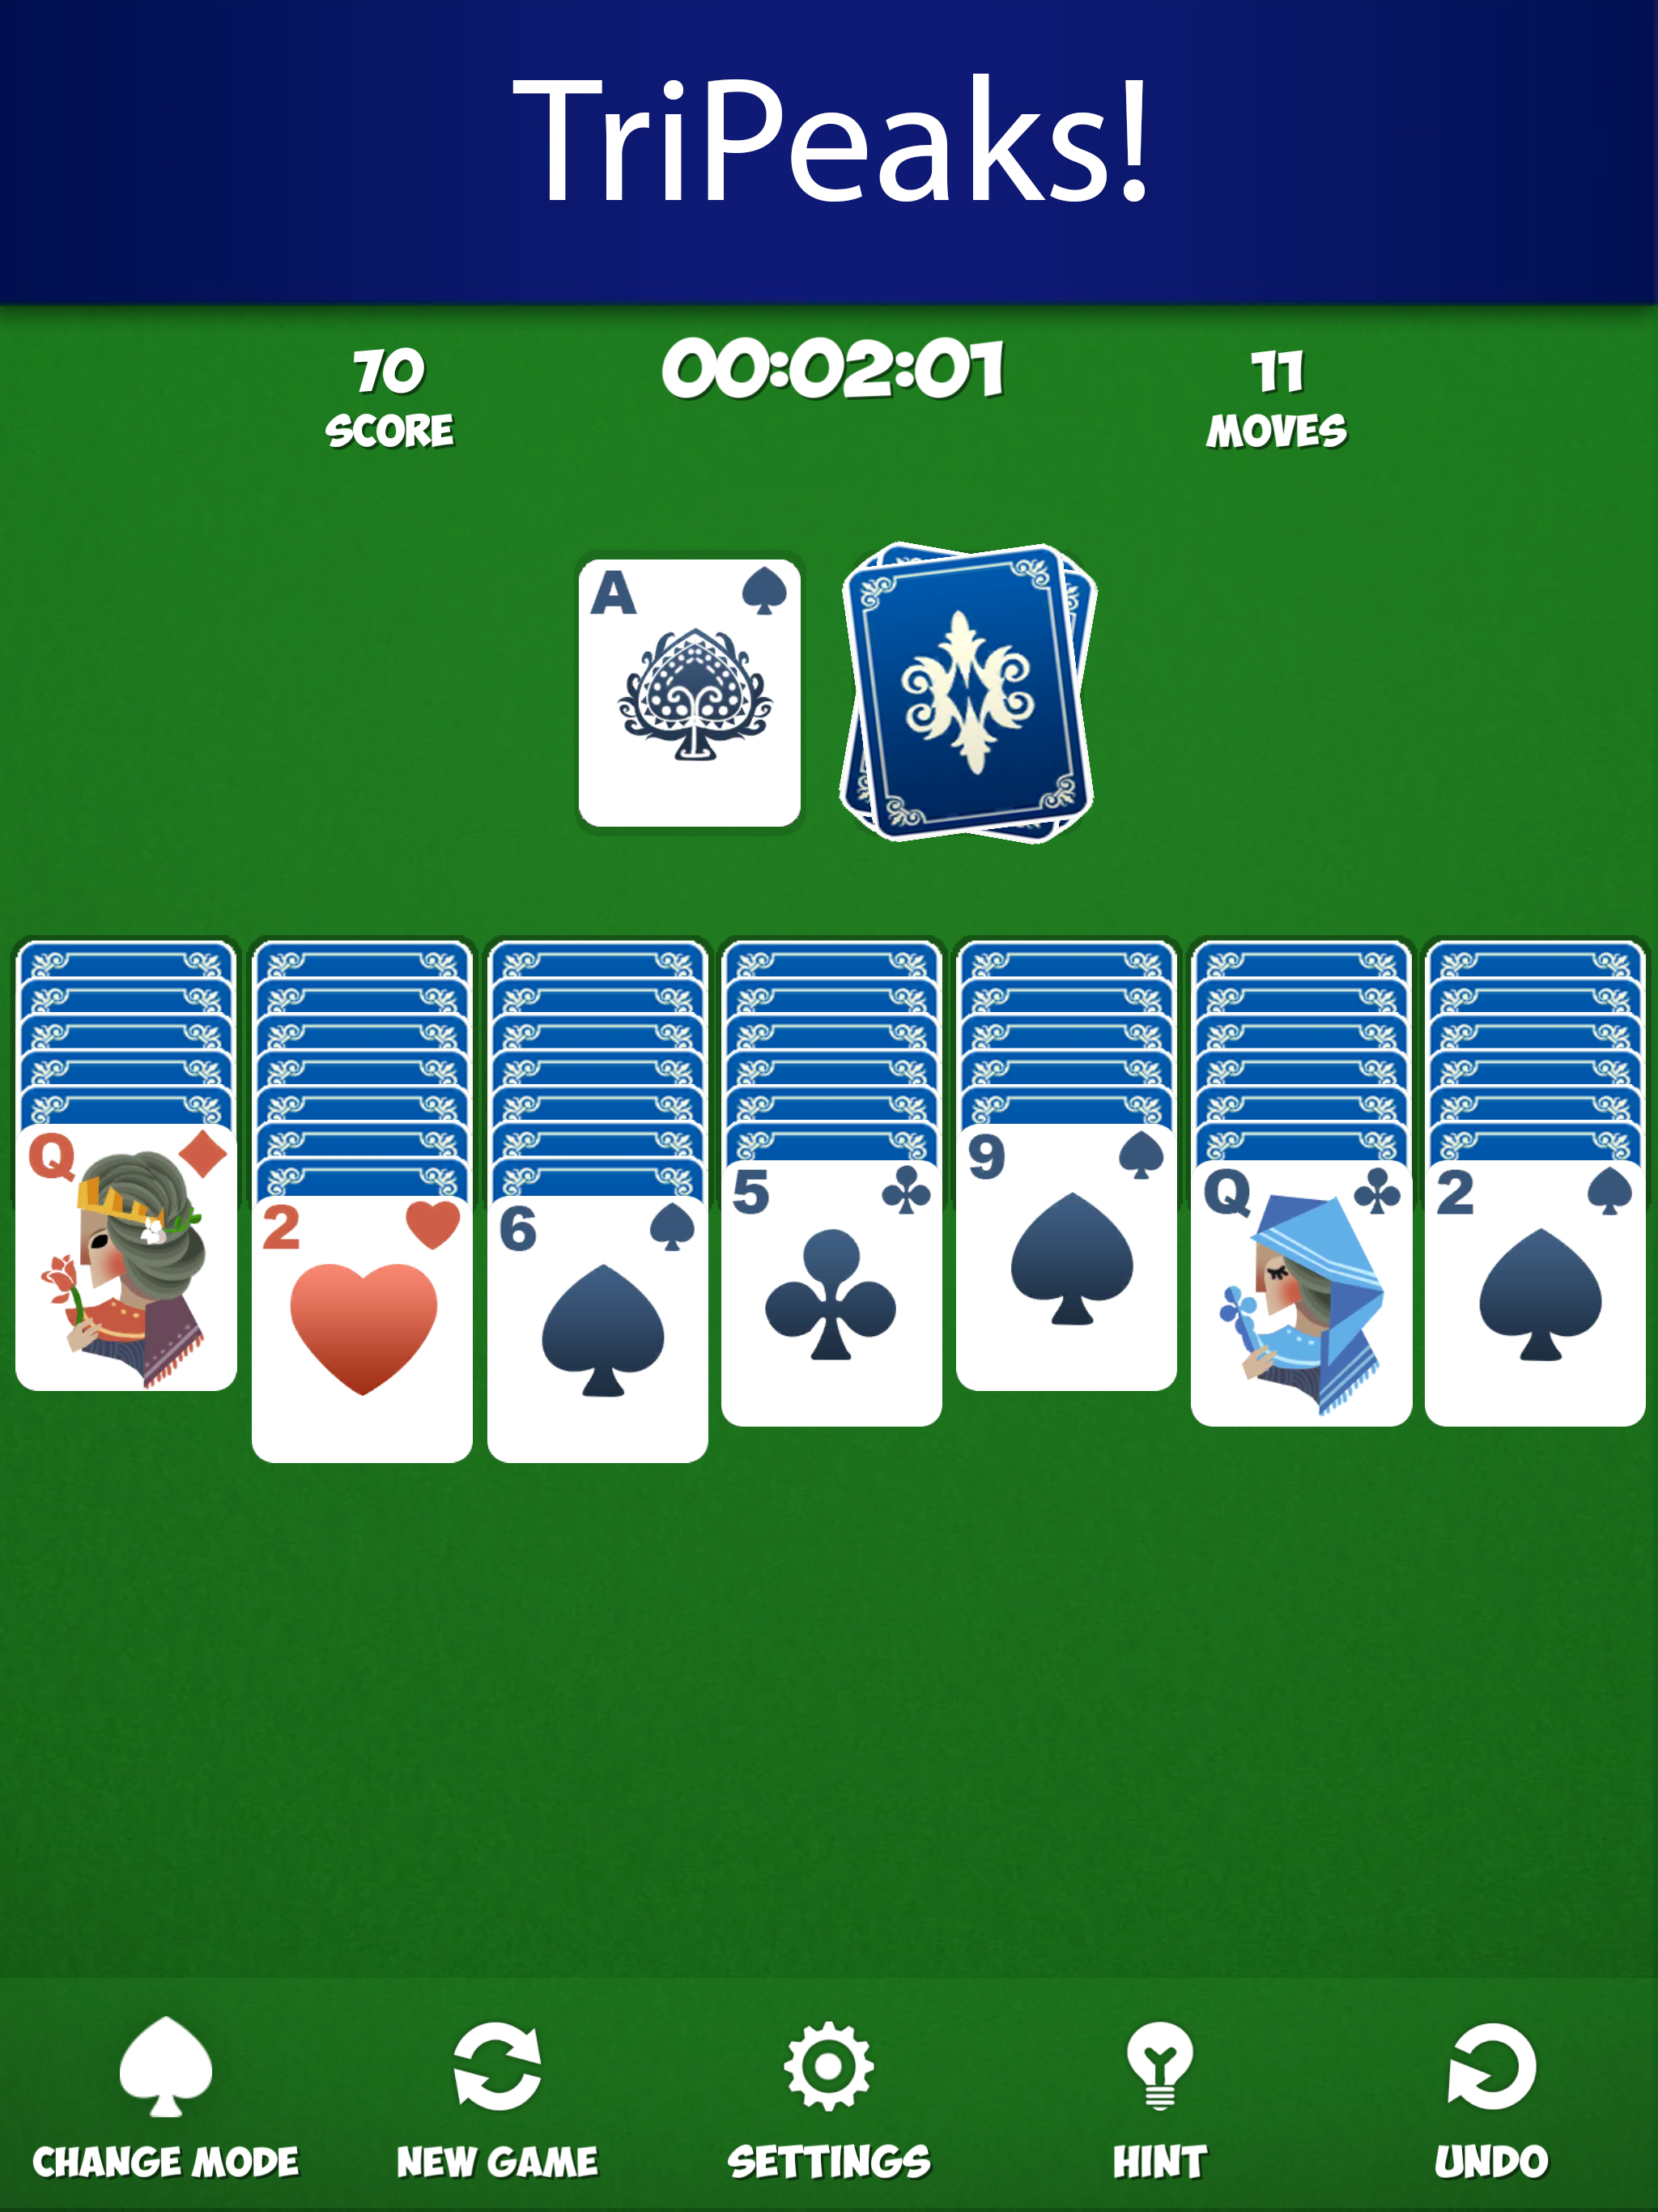 TriPeaks!
70
SCORE
00:02:01
11
MOVES
A
Q
2
6
5
9
Q
2
CHANGE MODE
NEW GAME
SETTINGS
HINT
UNDO